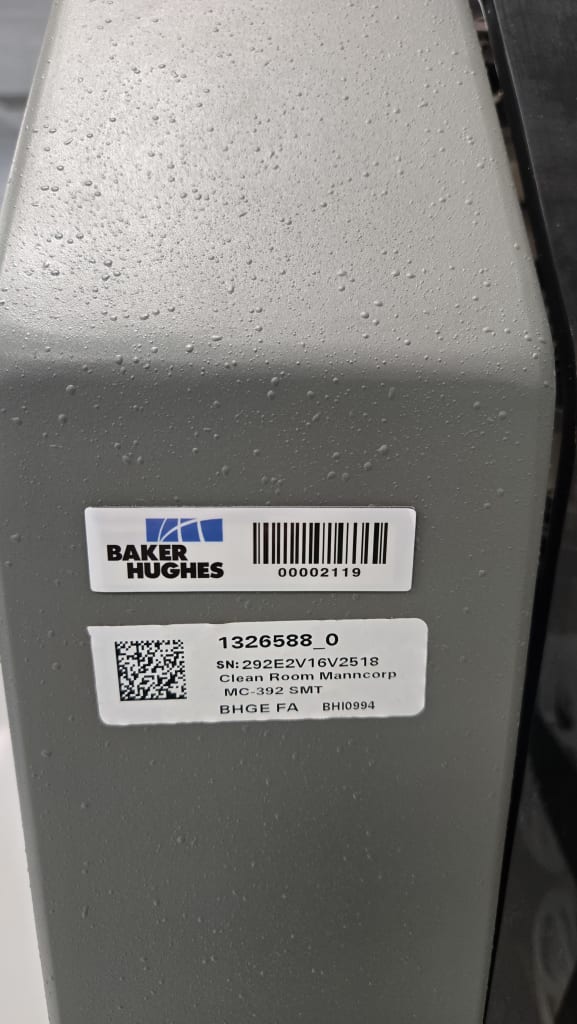 BAKER
HUGHES
00002119
1326588_0
SN:292E2V16V2518
Clean Room Manncorp
MC-392 SMT
BHGE FA BHI0994